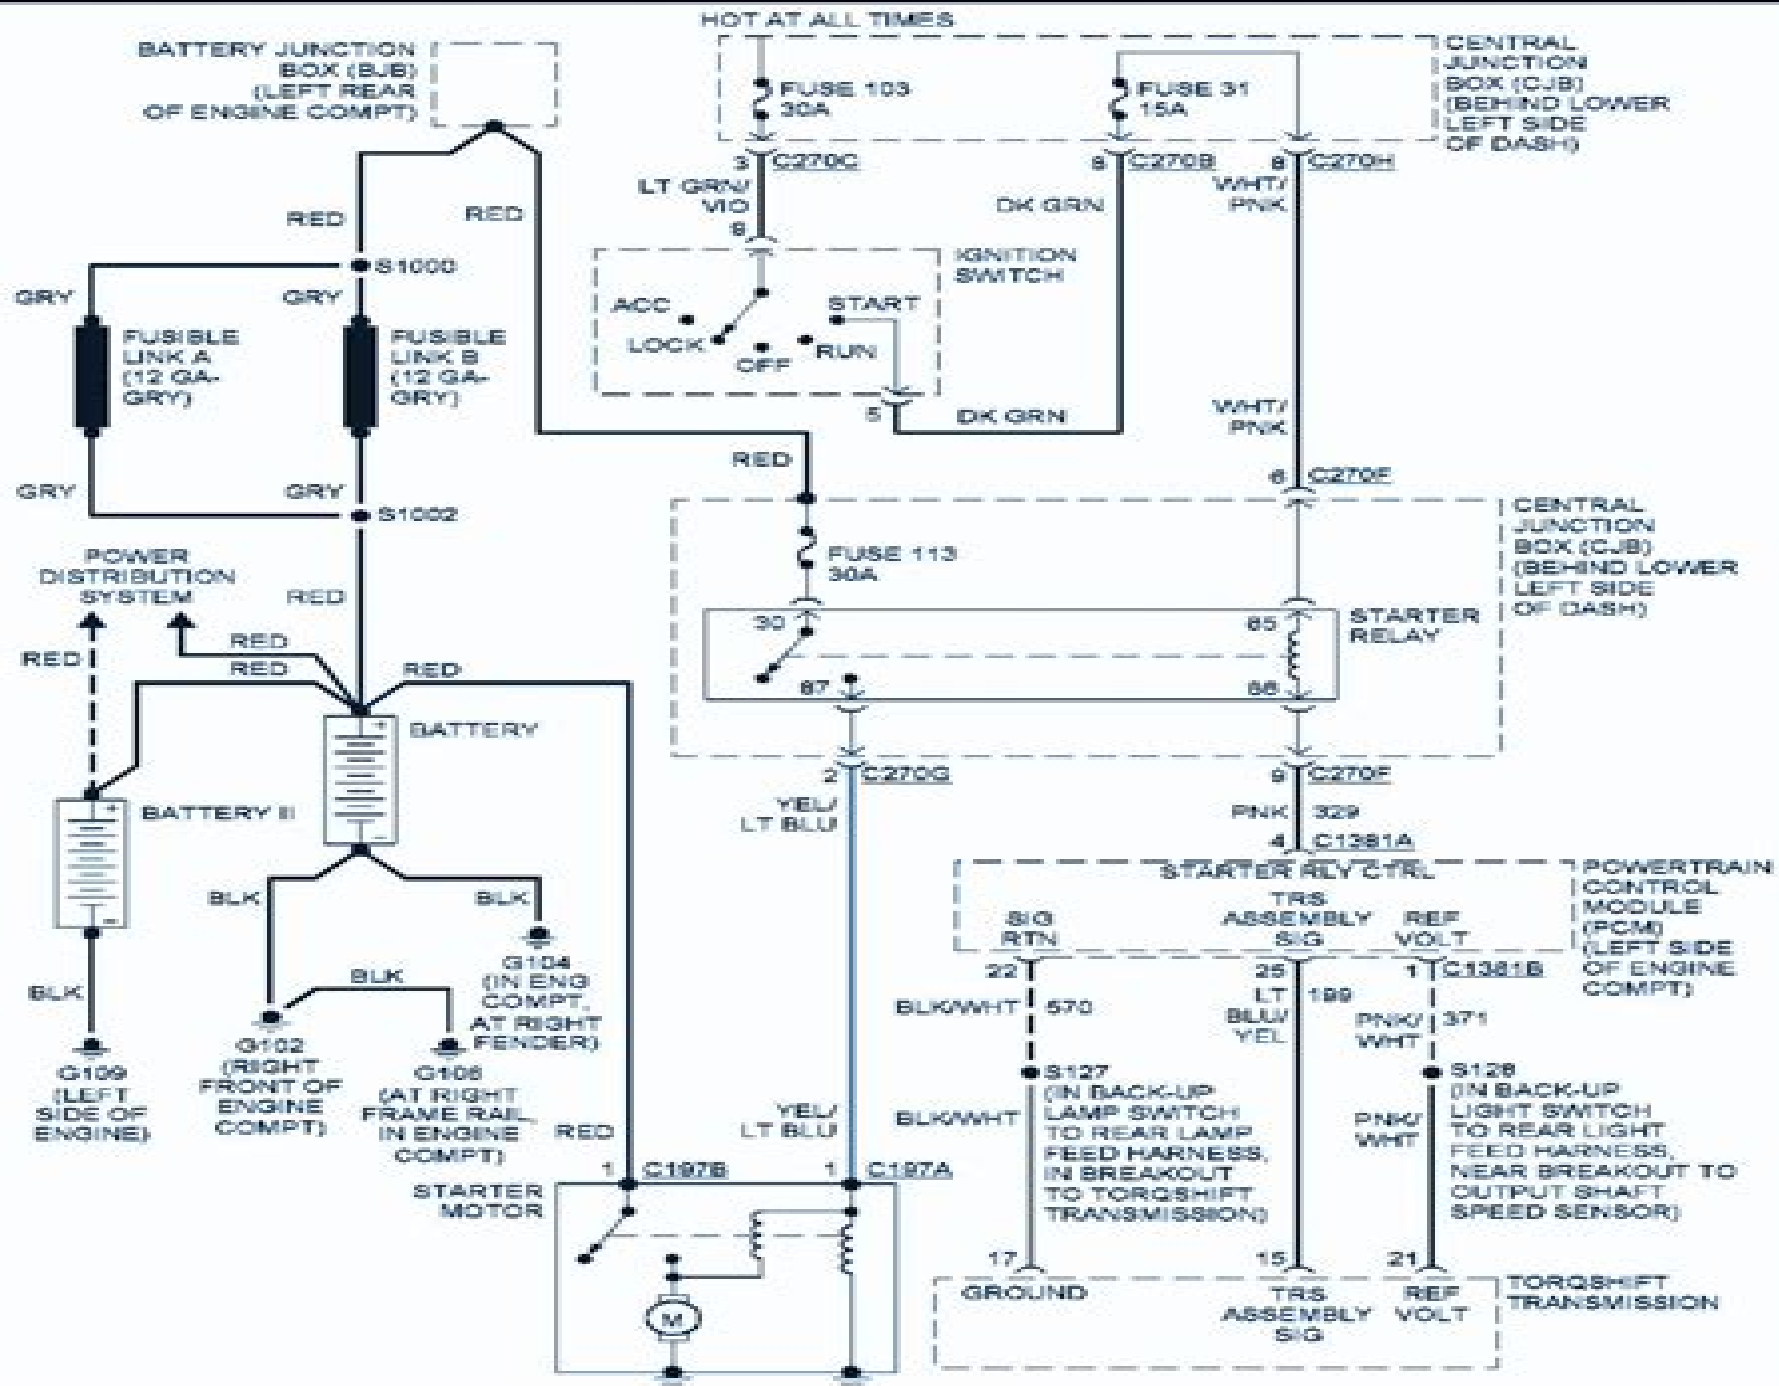 HOT AT ALL TIMES
BATTERY JUNCTION
BOX (BJB)
(LEFT REAR
OF ENGINE COMPT)
FUSE 103
30A
FUSE 31
15A
CENTRAL
JUNCTION
BOX (CJB)
(BEHIND LOWER
LEFT SIDE
OF DASH)
3 C270C
C270B
8 C270H
LT GRN/
VIO
DK GRN
WHT/
PNK
RED
RED
IGNITION
SWITCH
ACC
START
LOCK
OFF
RUN
5
DK GRN
WHT/
PNK
S1000
GRY
GRY
FUSIBLE
LINK A
(12 GA-
GRY)
FUSIBLE
LINK B
(12 GA-
GRY)
RED
6 C270F
GRY
GRY
S1002
CENTRAL
JUNCTION
BOX (CJB)
(BEHIND LOWER
LEFT SIDE
OF DASH)
FUSE 113
30A
POWER
DISTRIBUTION
SYSTEM
RED
30
85
STARTER
RELAY
87
86
RED
RED
RED
RED
BATTERY
BATTERY II
2 C270G
9 C270F
YEL/
LT BLU
PNK 329
4 C1381A
STARTER RLY CTRL
SIG
RTN
TRS
ASSEMBLY
SIG
REF
VOLT
POWERTRAIN
CONTROL
MODULE
(PCM)
(LEFT SIDE
OF ENGINE
COMPT)
BLK
BLK
BLK
BLK
G104
(IN ENG
COMPT,
AT RIGHT
FENDER)
22
25
1 C1381B
BLK/WHT 570
LT
BLU/
YEL
199
PNK/
WHT
371
G109
(LEFT
SIDE OF
ENGINE)
G102
(RIGHT
FRONT OF
ENGINE
COMPT)
(AT RIGHT
FRAME RAIL,
IN ENGINE
COMPT)
S127
(IN BACK-UP
LAMP SWITCH
TO REAR LAMP
FEED HARNESS,
IN BREAKOUT
TO TORQSHIFT
TRANSMISSION)
S128
(IN BACK-UP
LIGHT SWITCH
TO REAR LIGHT
FEED HARNESS,
NEAR BREAKOUT TO
OUTPUT SHAFT
SPEED SENSOR)
BLK/WHT
PNK/
WHT
RED
YEL/
LT BLU
1 C197B
1 C197A
STARTER
MOTOR
M
17
15
21
GROUND
TRS
ASSEMBLY
SIG
REF
VOLT
TORQSHIFT
TRANSMISSION